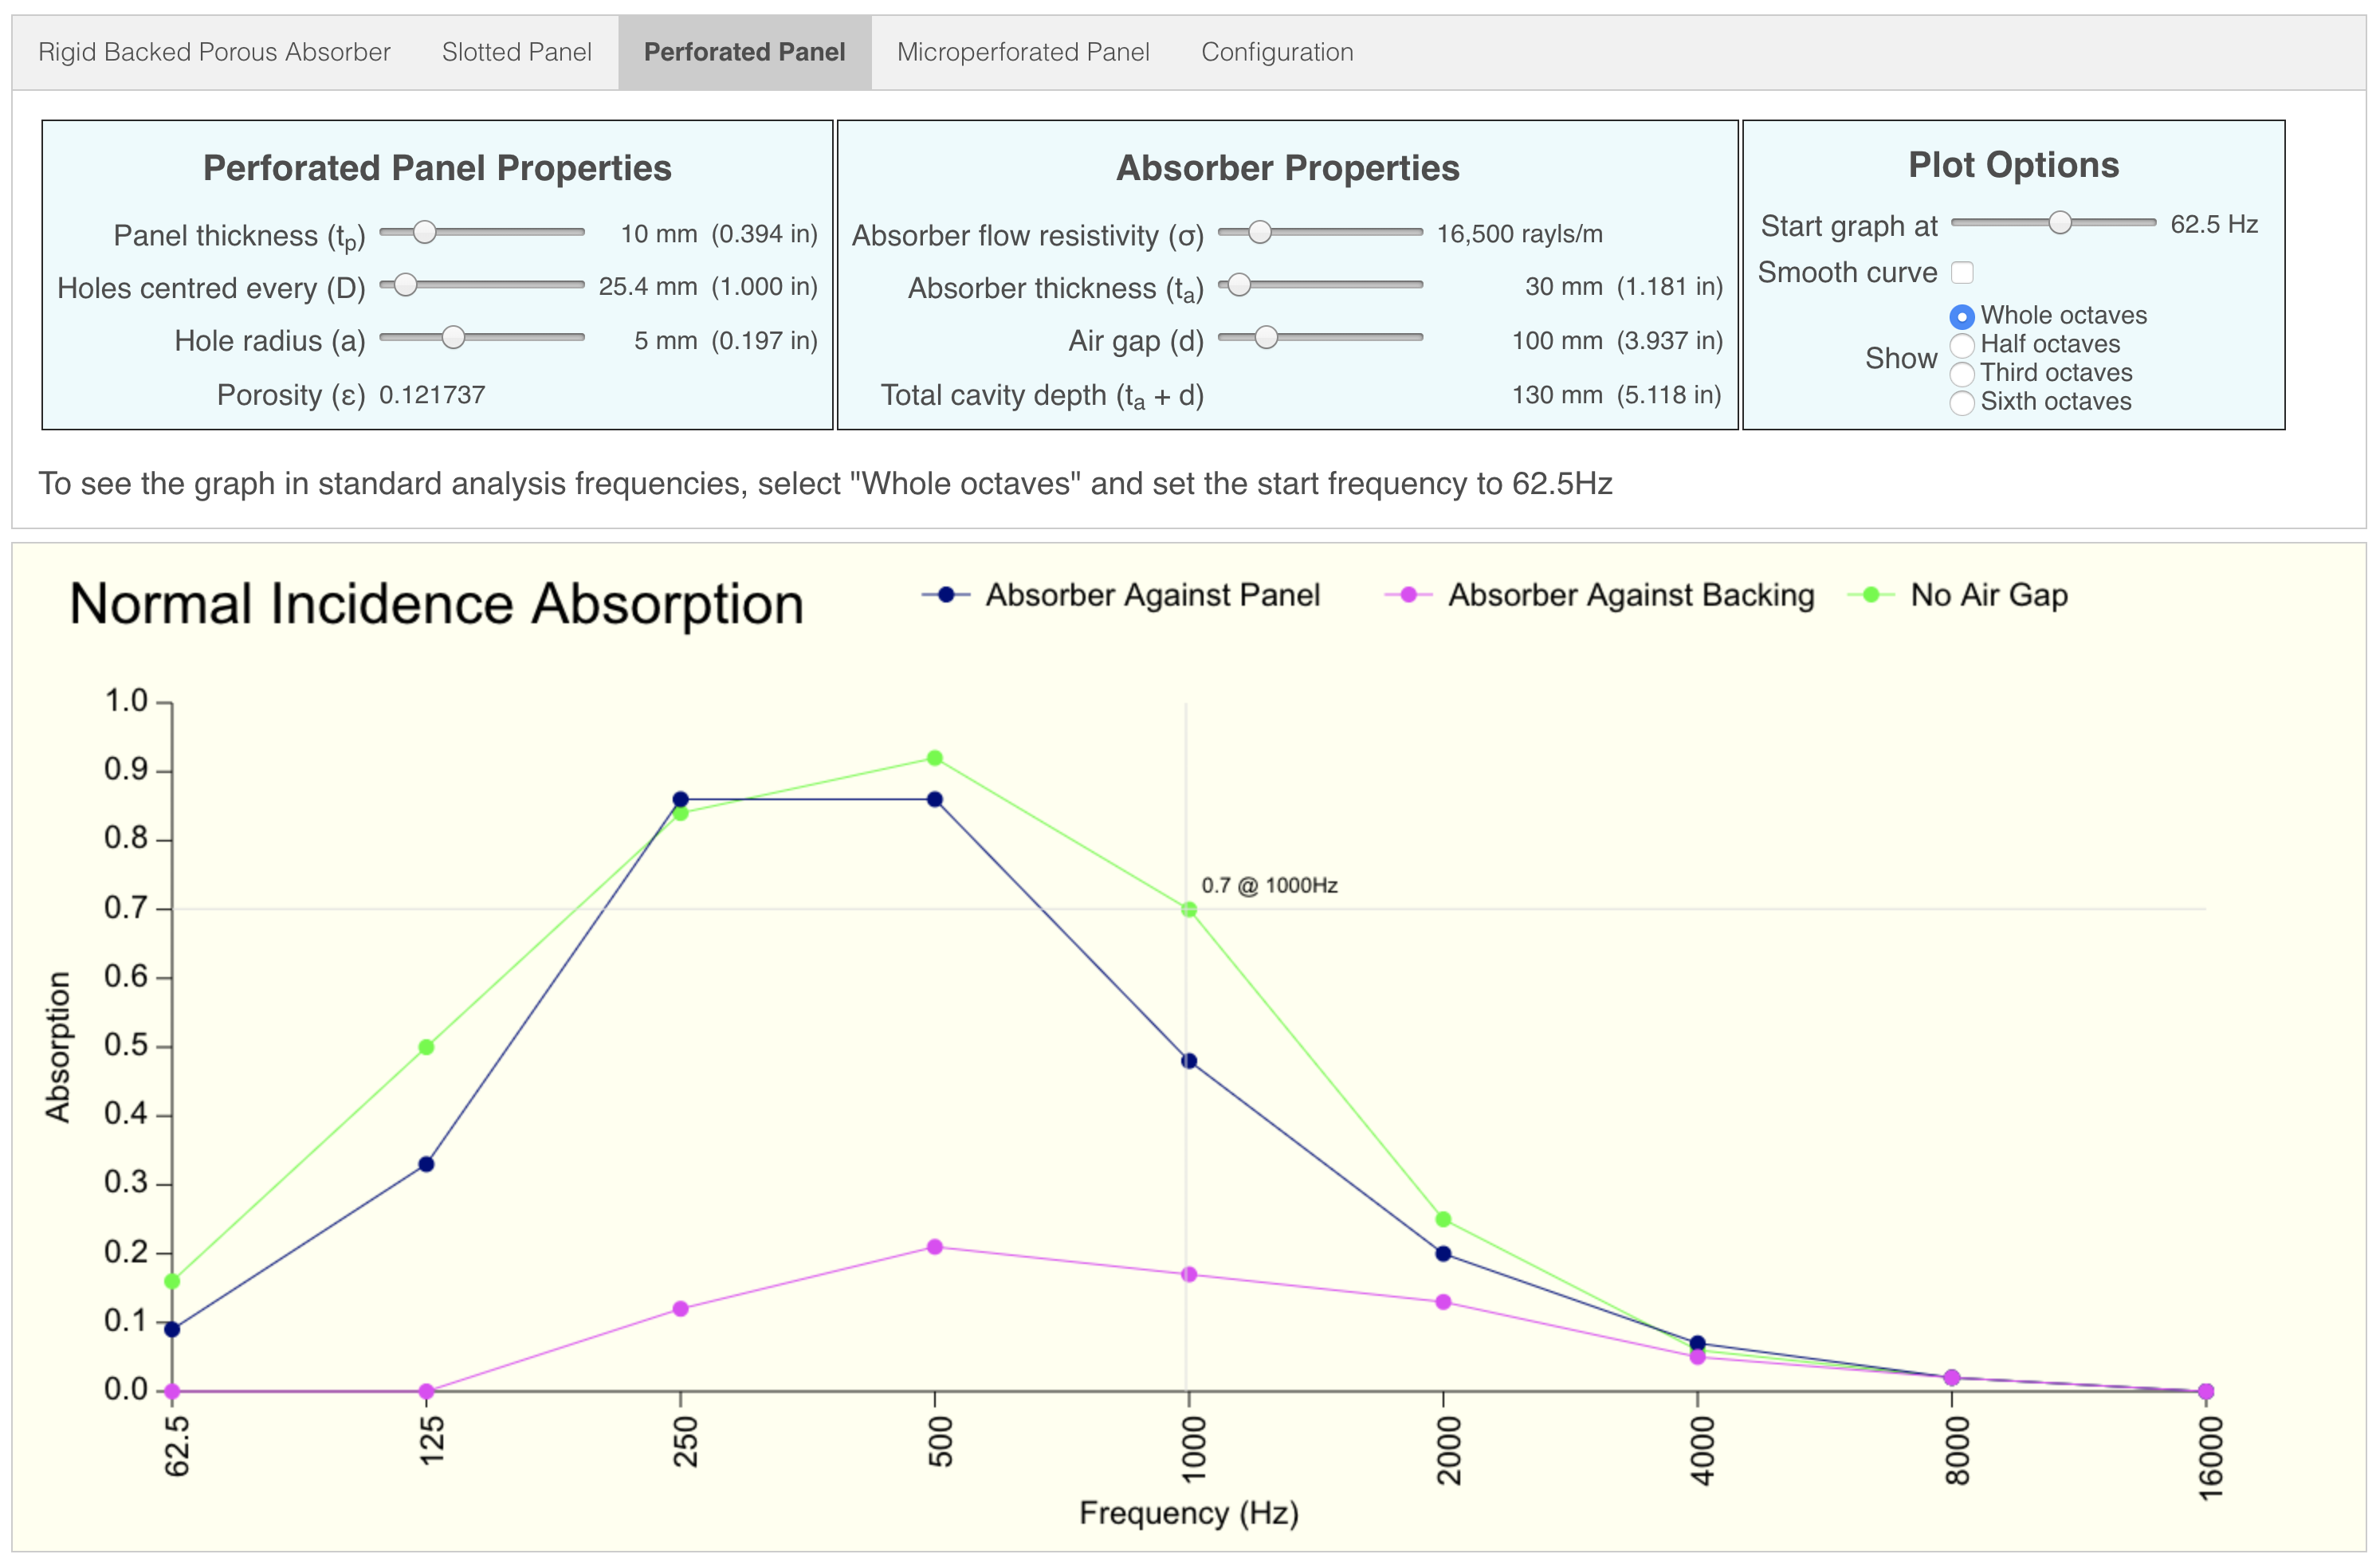 Rigid Backed Porous Absorber Slotted Panel Perforated Panel Microperforated Panel Configuration
Perforated Panel Properties
Panel thickness (tp) 10 mm (0.394 in)
Holes centred every (D) 25.4 mm (1.000 in)
Hole radius (a) 5 mm (0.197 in)
Porosity (ε) 0.121737
Absorber Properties
Absorber flow resistivity (σ) 16,500 rayls/m
Absorber thickness (ta) 30 mm (1.181 in)
Air gap (d) 100 mm (3.937 in)
Total cavity depth (ta + d) 130 mm (5.118 in)
Plot Options
Start graph at 62.5 Hz
Smooth curve
Show
Whole octaves
Half octaves
Third octaves
Sixth octaves
To see the graph in standard analysis frequencies, select "Whole octaves" and set the start frequency to 62.5Hz
Normal Incidence Absorption
Absorber Against Panel Absorber Against Backing No Air Gap
1.0
0.9
0.8
0.7
0.6
0.5
0.4
0.3
0.2
0.1
0.0
Absorption
0.7 @ 1000Hz
62.5 125 250 500 1000 2000 4000 8000 16000
Frequency (Hz)